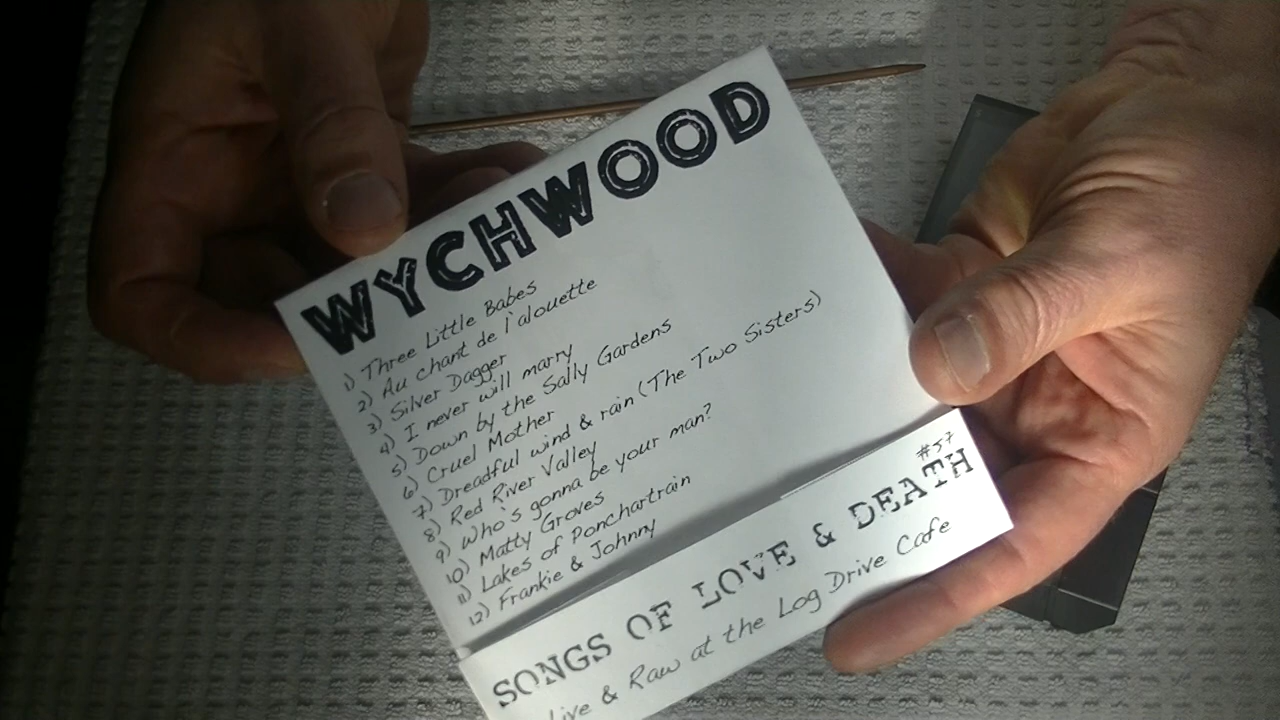 WYCHWOOD
1) Three Little Babes
2) Au chant de l'alouette
3) Silver Dagger
4) I never will marry
5) Down by the Sally Gardens
6) Cruel Mother
7) Dreadful wind & rain (The Two Sisters)
8) Red River Valley
9) Who's gonna be your man?
10) Matty Groves
11) Lakes of Ponchartrain
12) Frankie & Johnny
#57
SONGS OF LOVE & DEATH
Live & Raw at the Log Drive Cafe